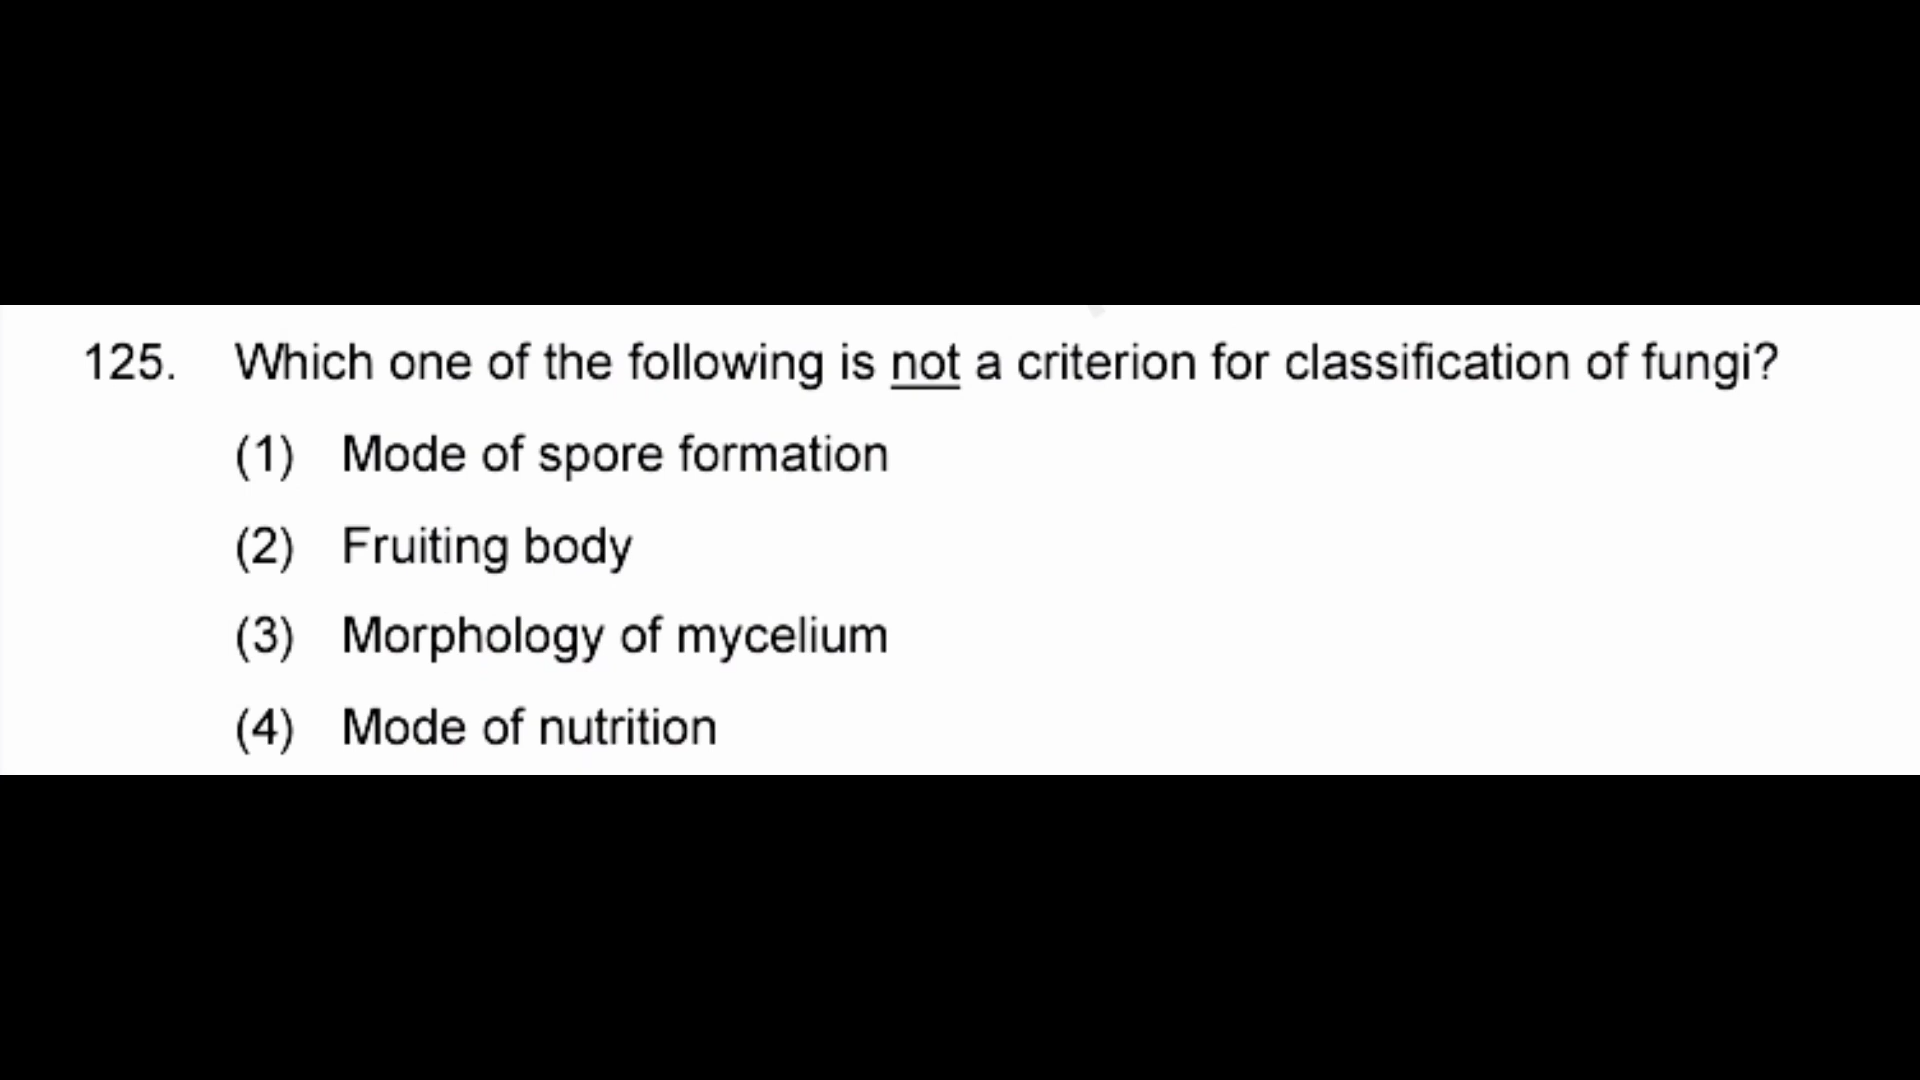 125. Which one of the following is not a criterion for classification of fungi?
(1) Mode of spore formation
(2) Fruiting body
(3) Morphology of mycelium
(4) Mode of nutrition